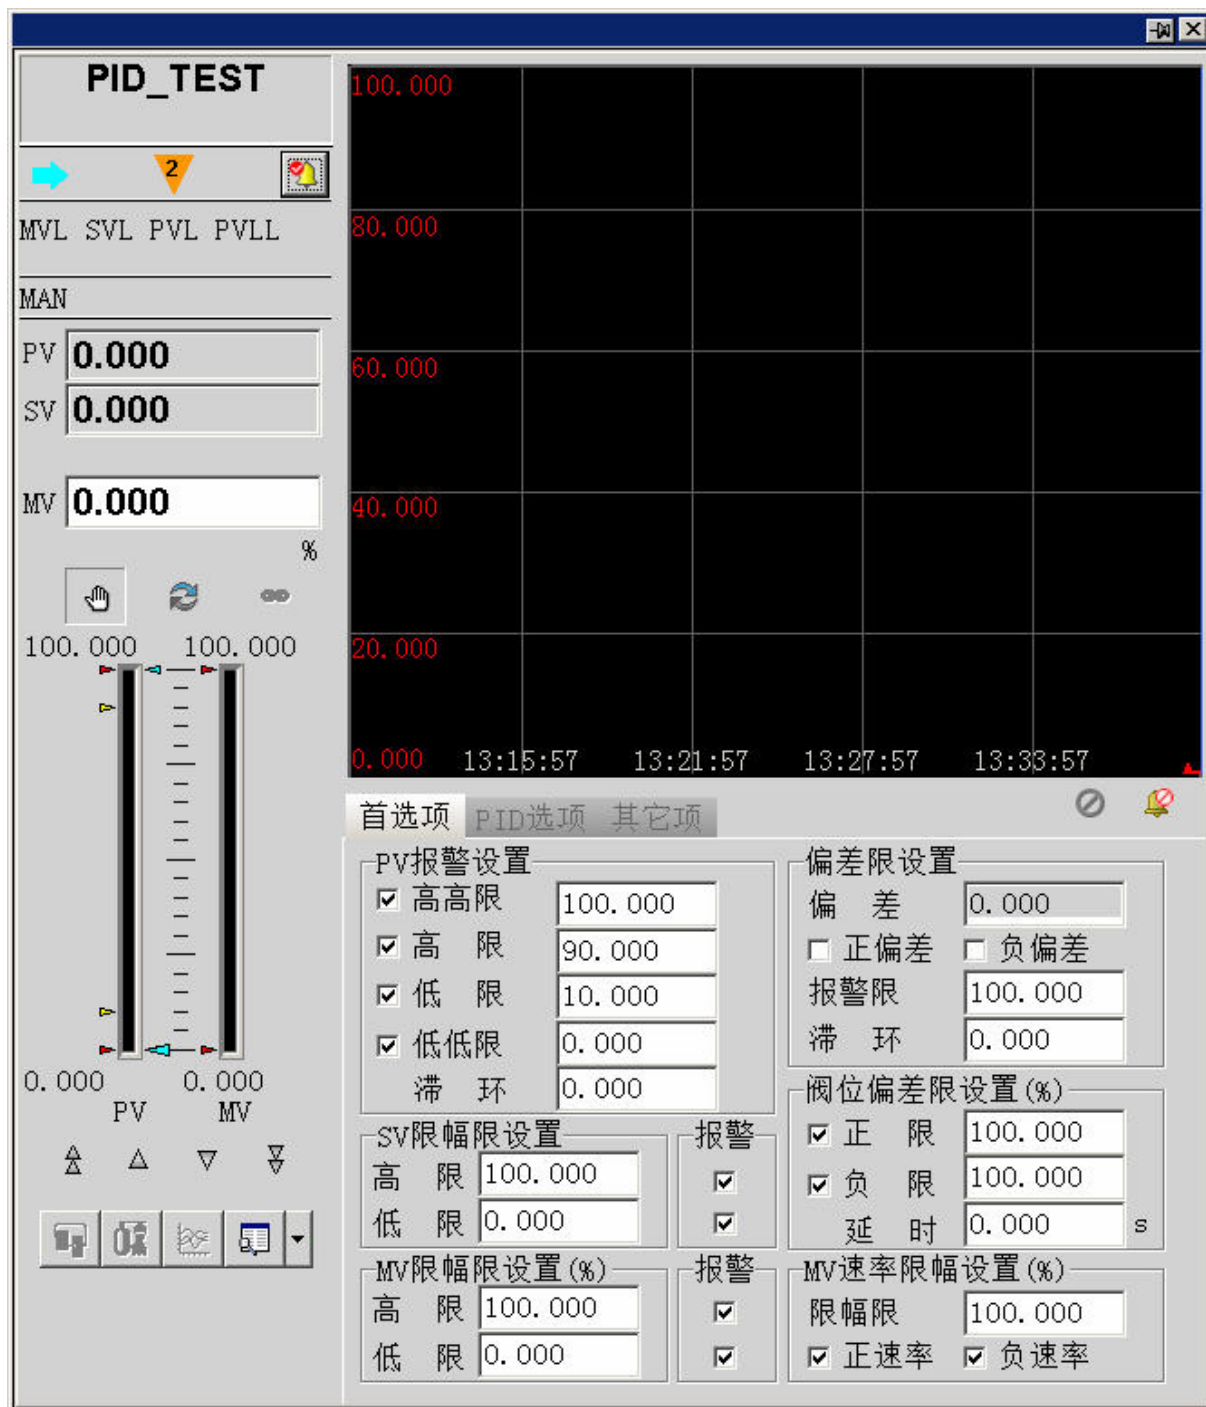 PID_TEST
2
MVL SVL PVL PVLL
MAN
PV 0.000
SV 0.000
MV 0.000
%
100.000 100.000
0.000 0.000
PV MV
100.000
80.000
60.000
40.000
20.000
0.000 13:15:57 13:21:57 13:27:57 13:33:57
首选项 PID选项 其它项
PV报警设置
高高限 100.000
高 限 90.000
低 限 10.000
低低限 0.000
滞 环 0.000
SV限幅限设置 报警
高 限 100.000
低 限 0.000
MV限幅限设置(%) 报警
高 限 100.000
低 限 0.000
偏差限设置
偏 差 0.000
正偏差 负偏差
报警限 100.000
滞 环 0.000
阀位偏差限设置(%)
正 限 100.000
负 限 100.000
延 时 0.000 s
MV速率限幅设置(%)
限幅限 100.000
正速率 负速率